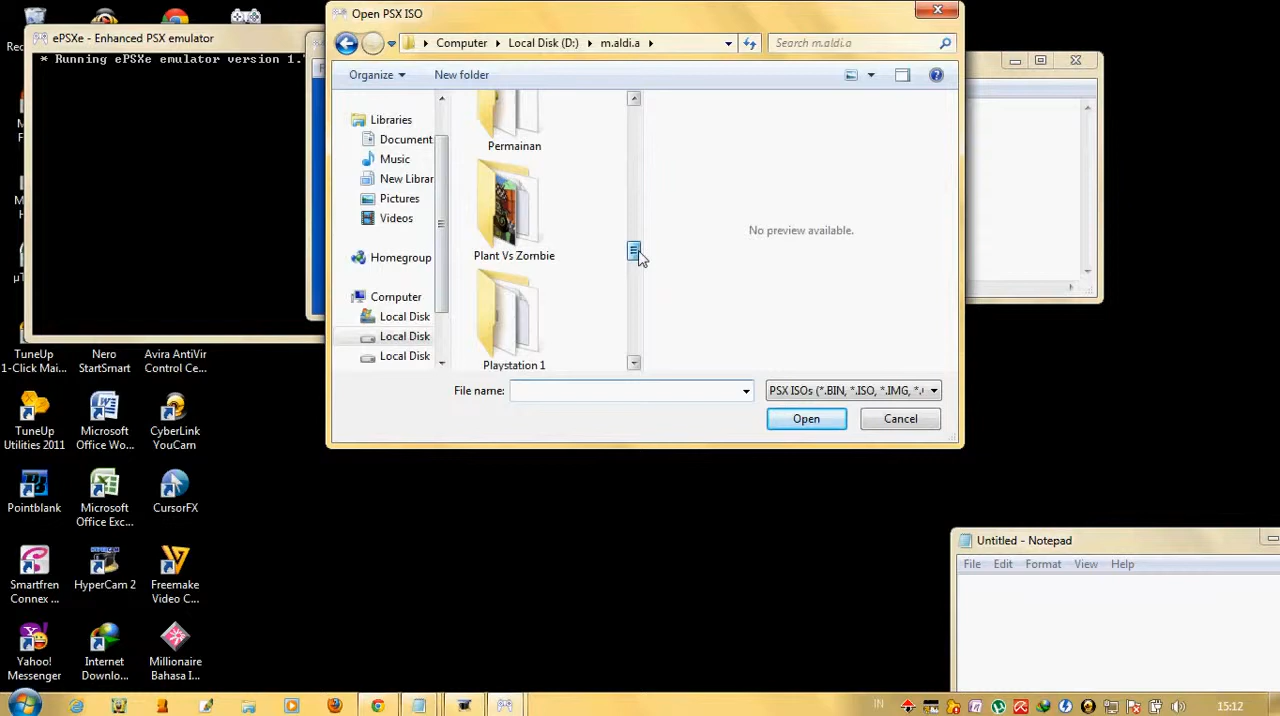 ePSXe - Enhanced PSX emulator
* Running ePSXe emulator version 1.
Open PSX ISO
Computer
Local Disk (D:)
m.aldi.a
Search m.aldi.a
Organize
New folder
Libraries
Document
Music
New Librar
Pictures
Videos
Homegroup
Computer
Local Disk
Local Disk
Local Disk
Permainan
Plant Vs Zombie
Playstation 1
No preview available.
File name:
PSX ISOs (*.BIN, *.ISO, *.IMG, *.
Open
Cancel
TuneUp
1-Click Mai...
Nero
StartSmart
Avira AntiVir
Control Ce...
TuneUp
Utilities 2011
Microsoft
Office Wo...
CyberLink
YouCam
Pointblank
Microsoft
Office Exc...
CursorFX
Smartfren
Connex ...
HyperCam 2
Freemake
Video C...
Yahoo!
Messenger
Internet
Downlo...
Millionaire
Bahasa I...
Untitled - Notepad
File
Edit
Format
View
Help
IN
15:12